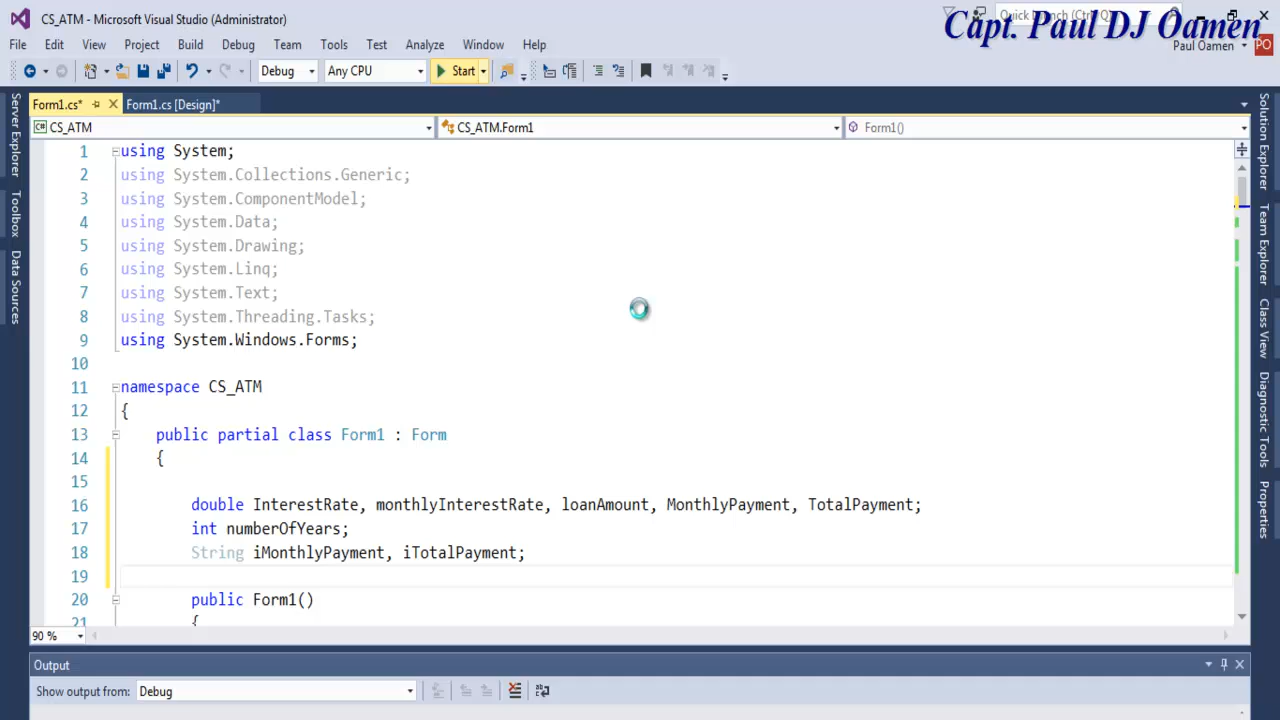 CS_ATM - Microsoft Visual Studio (Administrator)
Quick Launch (Ctrl+Q)
Capt. Paul DJ Oamen
File Edit View Project Build Debug Team Tools Test Analyze Window Help
Paul Oamen PO
Debug Any CPU Start
Form1.cs* Form1.cs [Design]*
CS_ATM CS_ATM.Form1 Form1()
Server Explorer
Toolbox
Data Sources
1 using System;
2 using System.Collections.Generic;
3 using System.ComponentModel;
4 using System.Data;
5 using System.Drawing;
6 using System.Linq;
7 using System.Text;
8 using System.Threading.Tasks;
9 using System.Windows.Forms;
10
11 namespace CS_ATM
12 {
13 public partial class Form1 : Form
14 {
15
16 double InterestRate, monthlyInterestRate, loanAmount, MonthlyPayment, TotalPayment;
17 int numberOfYears;
18 String iMonthlyPayment, iTotalPayment;
19
20 public Form1()
21 {
Solution Explorer
Team Explorer
Class View
Diagnostic Tools
Properties
90 %
Output
Show output from: Debug